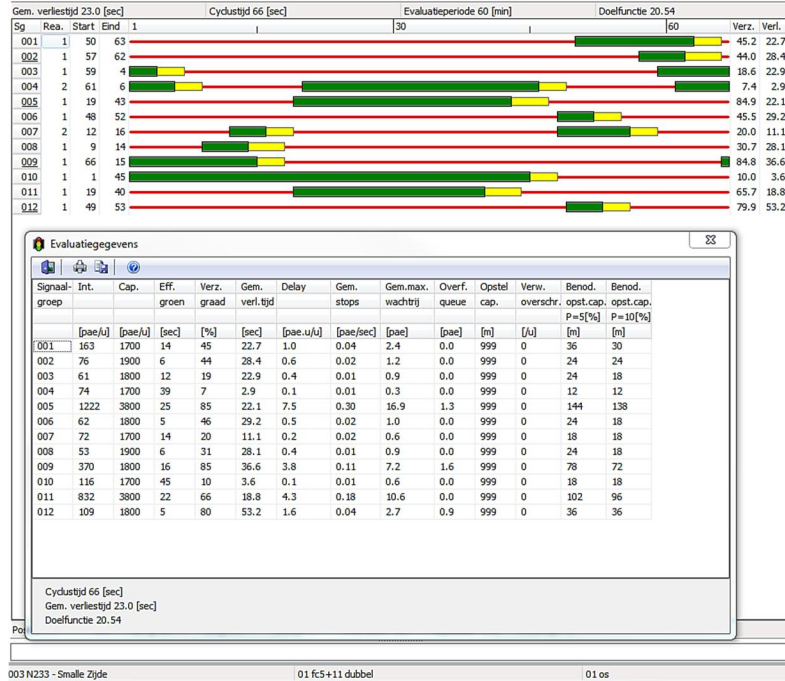 Gem. verliestijd 23.0 [sec] Cyclustijd 66 [sec] Evaluatieperiode 60 [min] Doelfunctie 20.54
Sg Rea. Start Eind 1 30 60 Verz. Verl.
001 1 50 63 45.2 22.7
002 1 57 62 44.0 28.4
003 1 59 4 18.6 22.9
004 2 61 6 7.4 2.9
005 1 19 43 84.9 22.1
006 1 48 52 45.5 29.2
007 2 12 16 20.0 11.1
008 1 9 14 30.7 28.1
009 1 66 15 84.8 36.6
010 1 1 45 10.0 3.6
011 1 19 40 65.7 18.8
012 1 49 53 79.9 53.2
Evaluatiegegevens
Signaal- Int. Cap. Eff. Verz. Gem. Delay Gem. Gem.max. Overf. Opstel Verw. Benod. Benod.
groep groen graad verl.tijd stops wachtrij queue cap. overschr. opst.cap. opst.cap.
P=5[%] P=10[%]
[pae/u] [pae/u] [sec] [%] [sec] [pae.u/u] [pae/sec] [pae] [pae] [m] [/u] [m] [m]
001 163 1700 14 45 22.7 1.0 0.04 2.4 0.0 999 0 36 30
002 76 1900 6 44 28.4 0.6 0.02 1.2 0.0 999 0 24 24
003 61 1800 12 19 22.9 0.4 0.01 0.9 0.0 999 0 24 18
004 74 1700 39 7 2.9 0.1 0.01 0.3 0.0 999 0 12 12
005 1222 3800 25 85 22.1 7.5 0.30 16.9 1.3 999 0 144 138
006 62 1800 5 46 29.2 0.5 0.02 1.0 0.0 999 0 24 18
007 72 1700 14 20 11.1 0.2 0.02 0.6 0.0 999 0 18 18
008 53 1900 6 31 28.1 0.4 0.01 0.9 0.0 999 0 24 18
009 370 1800 16 85 36.6 3.8 0.11 7.2 1.6 999 0 78 72
010 116 1700 45 10 3.6 0.1 0.01 0.6 0.0 999 0 18 18
011 832 3800 22 66 18.8 4.3 0.18 10.6 0.0 999 0 102 96
012 109 1800 5 80 53.2 1.6 0.04 2.7 0.9 999 0 36 36
Cyclustijd 66 [sec]
Gem. verliestijd 23.0 [sec]
Doelfunctie 20.54
003 N233 - Smalle Zijde 01 fc5+11 dubbel 01 os